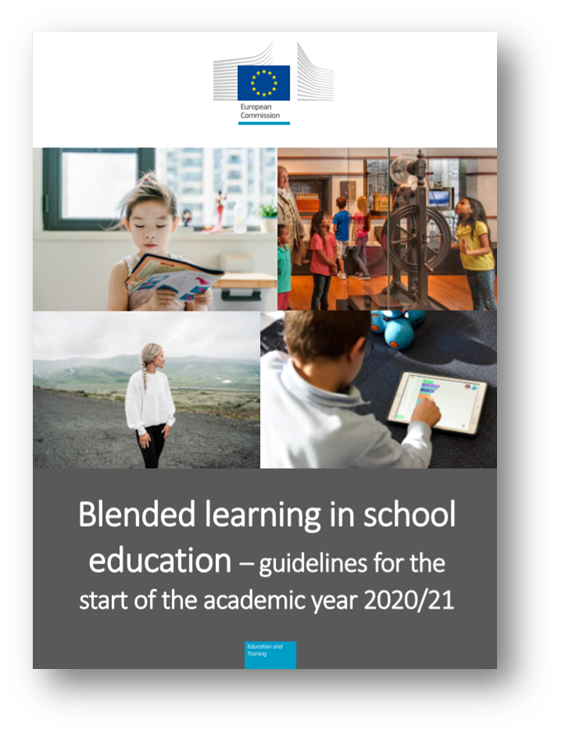 European
Commission
Blended learning in school
education – guidelines for the
start of the academic year 2020/21
Education and
Training